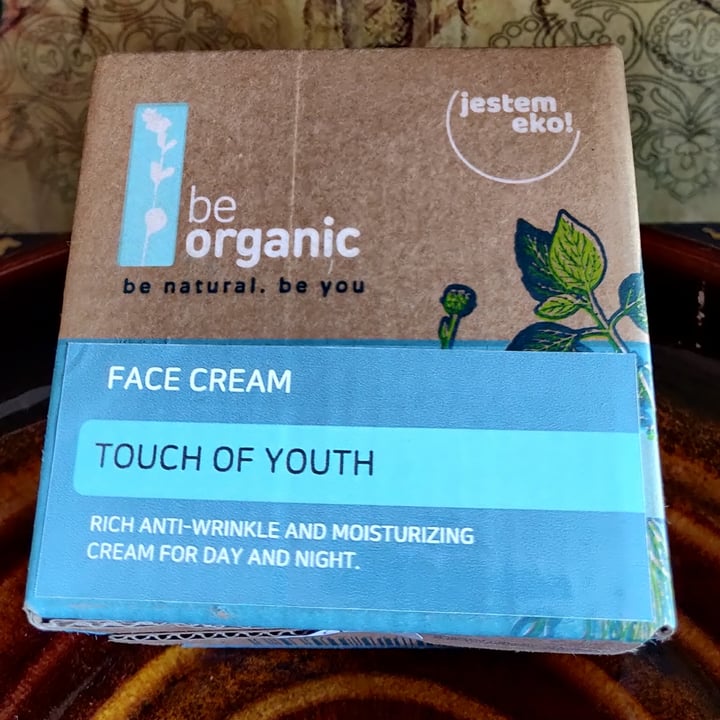 jestem
eko!
be
organic
be natural. be you
FACE CREAM
TOUCH OF YOUTH
RICH ANTI-WRINKLE AND MOISTURIZING
CREAM FOR DAY AND NIGHT.